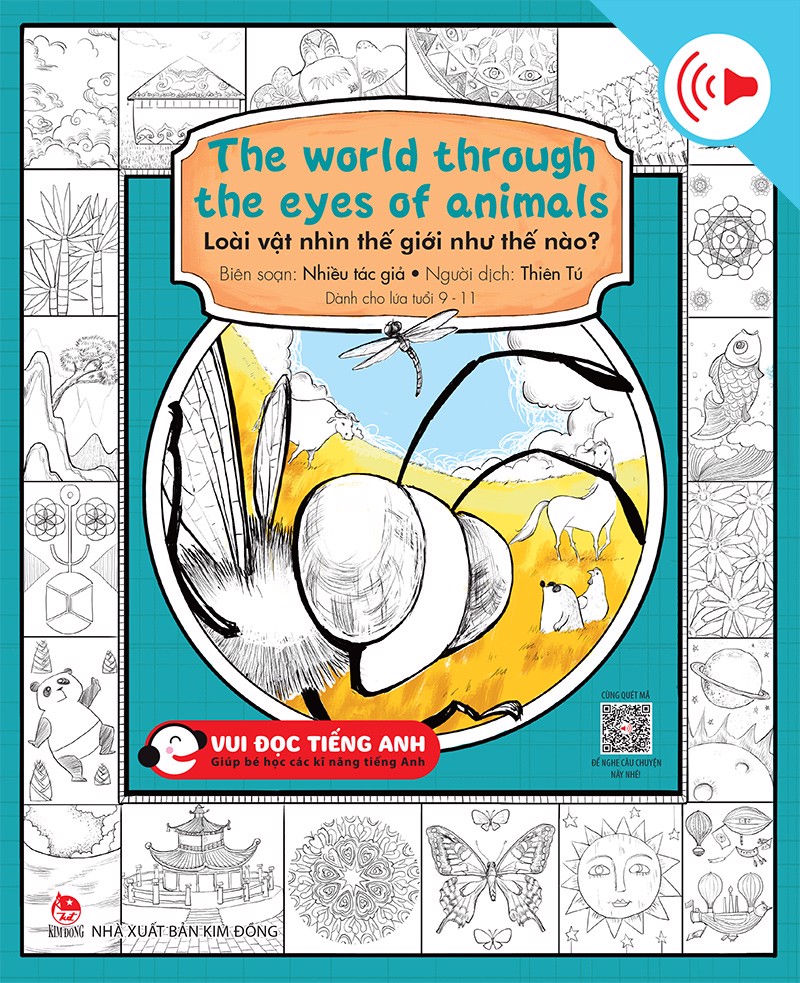 The world through
the eyes of animals
Loài vật nhìn thế giới như thế nào?
Biên soạn: Nhiều tác giả • Người dịch: Thiên Tú
Dành cho lứa tuổi 9 - 11
VUI ĐỌC TIẾNG ANH
Giúp bé học các kĩ năng tiếng Anh
CÙNG QUÉT MÃ
ĐỂ NGHE CÂU CHUYỆN
NÀY NHÉ!
KIM ĐỒNG
NHÀ XUẤT BẢN KIM ĐỒNG